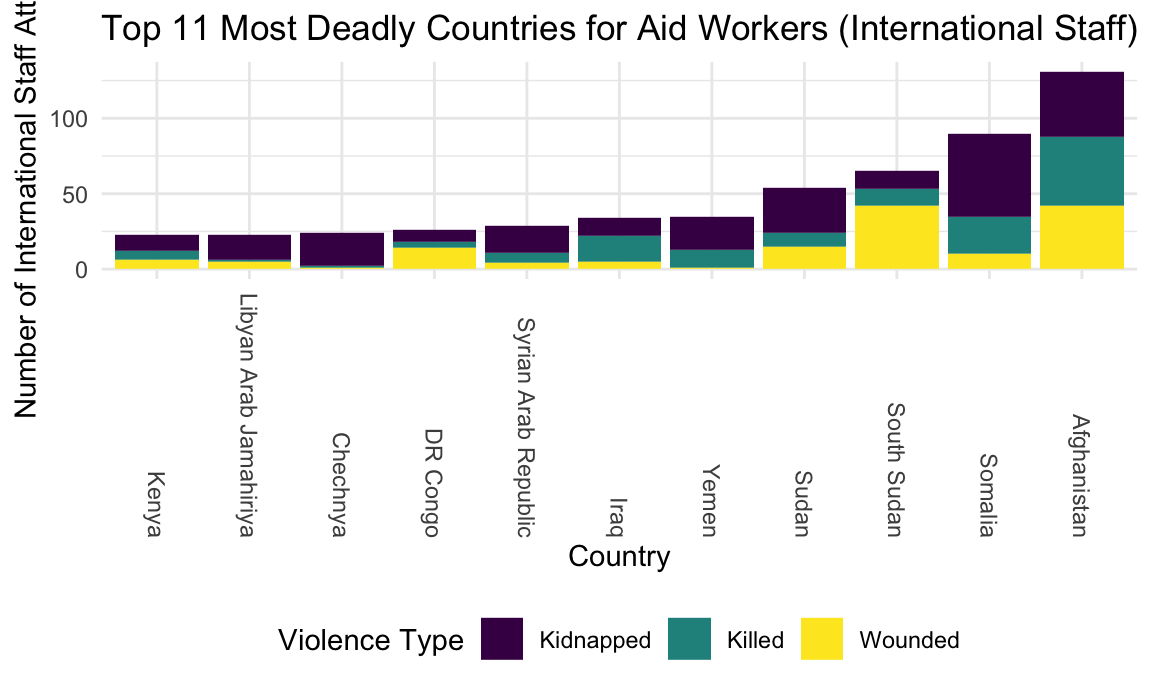 Top 11 Most Deadly Countries for Aid Workers (International Staff)
Number of International Staff Att
100
50
0
Kenya
Libyan Arab Jamahiriya
Chechnya
DR Congo
Syrian Arab Republic
Iraq
Yemen
Sudan
South Sudan
Somalia
Afghanistan
Country
Violence Type
Kidnapped
Killed
Wounded